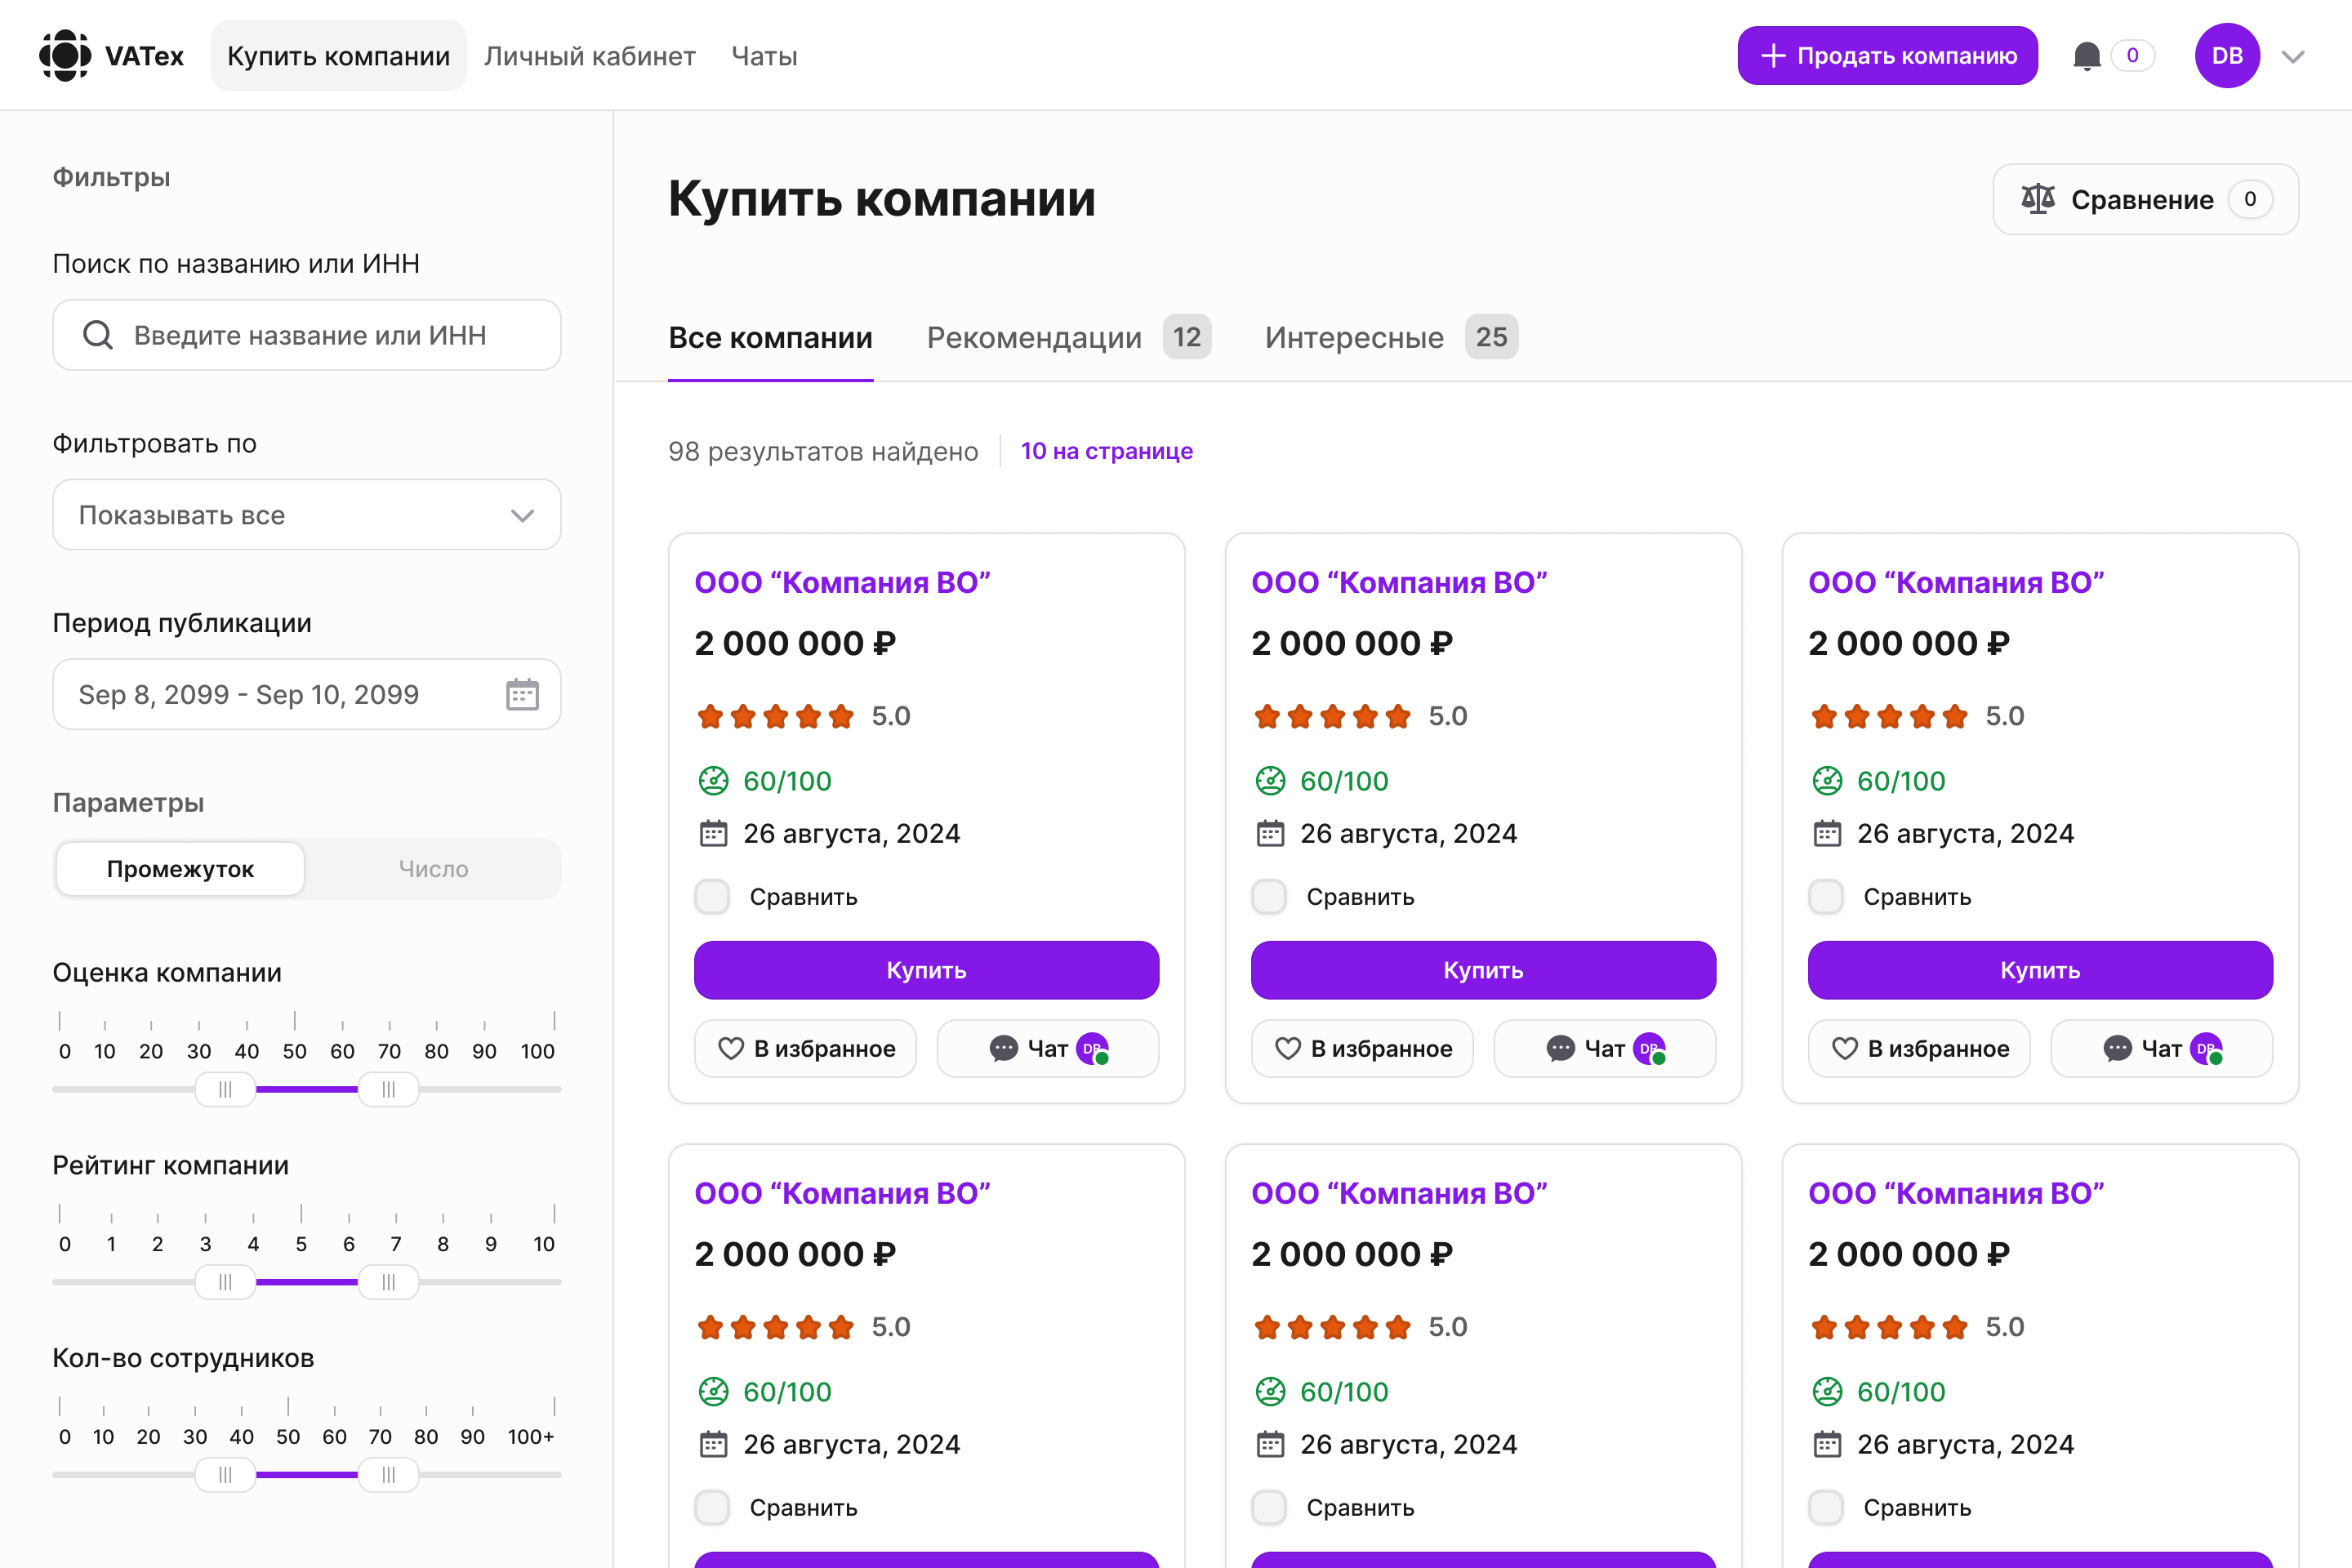 VATex Купить компании Личный кабинет Чаты Продать компанию 0 DB
Фильтры
Поиск по названию или ИНН
Введите название или ИНН
Фильтровать по
Показывать все
Период публикации
Sep 8, 2099 - Sep 10, 2099
Параметры
Промежуток Число
Оценка компании
0 10 20 30 40 50 60 70 80 90 100
Рейтинг компании
0 1 2 3 4 5 6 7 8 9 10
Кол-во сотрудников
0 10 20 30 40 50 60 70 80 90 100+
Купить компании
Сравнение 0
Все компании Рекомендации 12 Интересные 25
98 результатов найдено 10 на странице
ООО “Компания ВО”
2 000 000 ₽
5.0
60/100
26 августа, 2024
Сравнить
Купить
В избранное Чат DB
ООО “Компания ВО”
2 000 000 ₽
5.0
60/100
26 августа, 2024
Сравнить
Купить
В избранное Чат DB
ООО “Компания ВО”
2 000 000 ₽
5.0
60/100
26 августа, 2024
Сравнить
Купить
В избранное Чат DB
ООО “Компания ВО”
2 000 000 ₽
5.0
60/100
26 августа, 2024
Сравнить
ООО “Компания ВО”
2 000 000 ₽
5.0
60/100
26 августа, 2024
Сравнить
ООО “Компания ВО”
2 000 000 ₽
5.0
60/100
26 августа, 2024
Сравнить